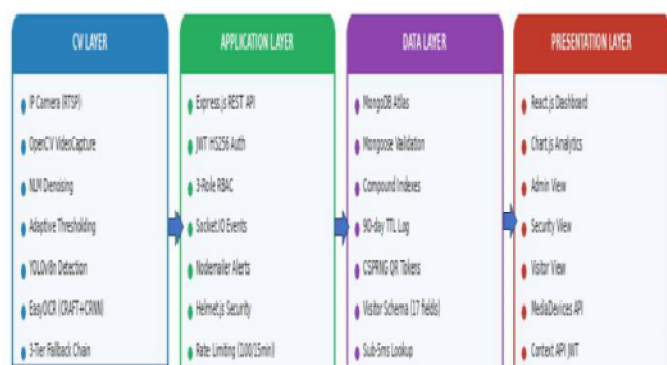 CV LAYER
IP Camera (RTSP)
OpenCV VideoCapture
NLM Denoising
Adaptive Thresholding
YOLOv8n Detection
EasyOCR (CRAFT+CRNN)
3-Tier Fallback Chain
APPLICATION LAYER
Express.js REST API
JWT HS256 Auth
3-Role RBAC
Socket.IO Events
Nodemailer Alerts
Helmet.js Security
Rate Limiting (100/15min)
DATA LAYER
MongoDB Atlas
Mongoose Validation
Compound Indexes
90-day TTL Log
CSPRNG QR Tokens
Visitor Schema (17 fields)
Sub-5ms Lookup
PRESENTATION LAYER
React.js Dashboard
Chart.js Analytics
Admin View
Security View
Visitor View
MediaDevices API
Context API JWT